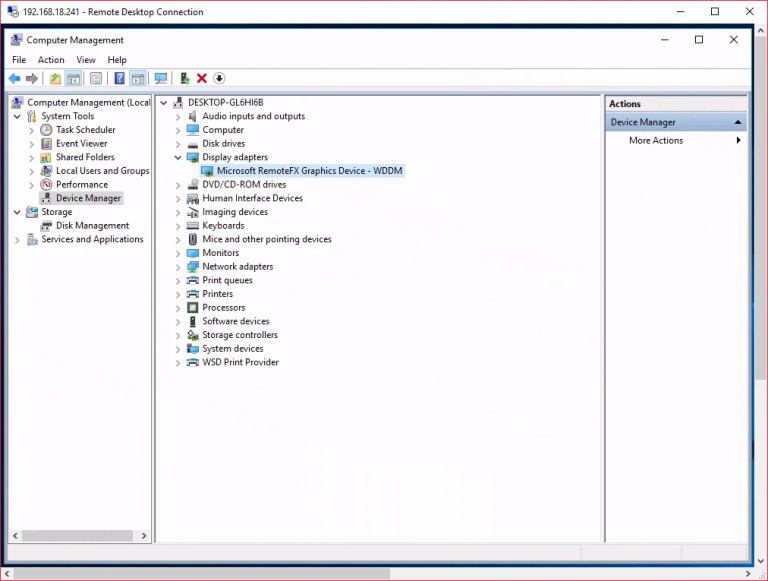 192.168.18.241 - Remote Desktop Connection
Computer Management
File Action View Help
Computer Management (Local
System Tools
Task Scheduler
Event Viewer
Shared Folders
Local Users and Groups
Performance
Device Manager
Storage
Disk Management
Services and Applications
DESKTOP-GL6HI6B
Audio inputs and outputs
Computer
Disk drives
Display adapters
Microsoft RemoteFX Graphics Device - WDDM
DVD/CD-ROM drives
Human Interface Devices
Imaging devices
Keyboards
Mice and other pointing devices
Monitors
Network adapters
Print queues
Printers
Processors
Software devices
Storage controllers
System devices
WSD Print Provider
Actions
Device Manager
More Actions